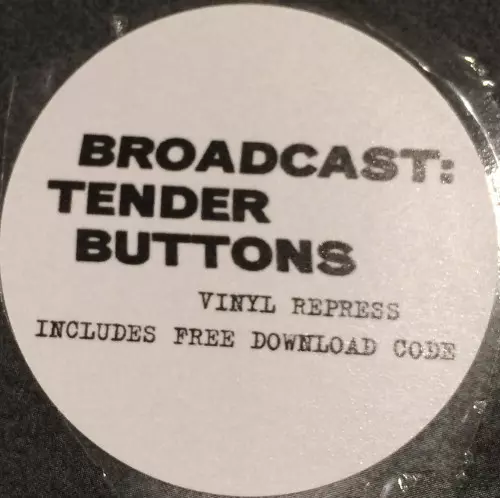 BROADCAST:
TENDER
BUTTONS
VINYL REPRESS
INCLUDES FREE DOWNLOAD CODE